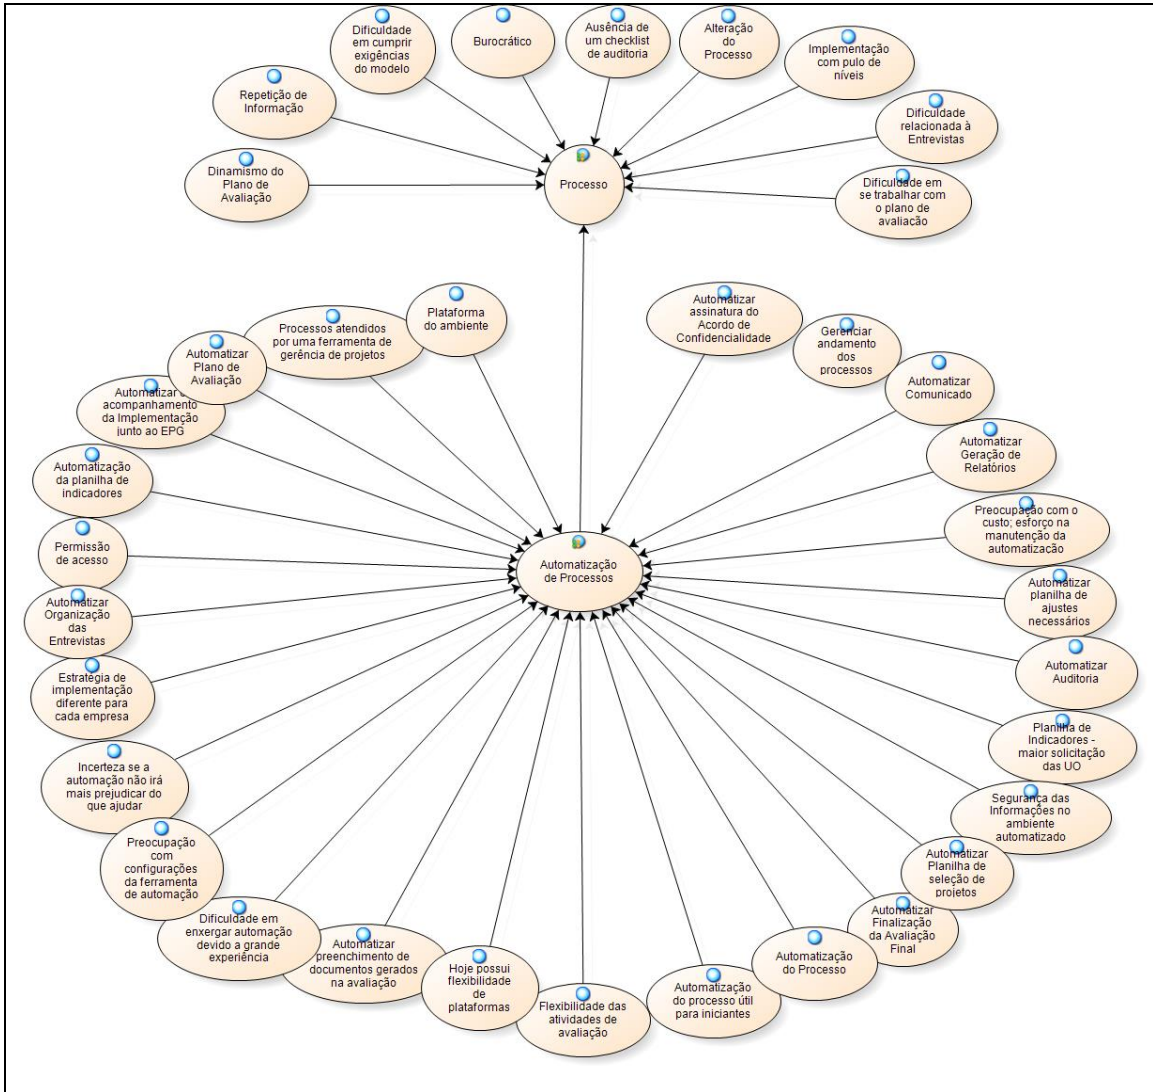 Dificuldade
em cumprir
exigências
do modelo
Burocrático
Ausência de
um checklist
de auditoria
Alteração
do
Processo
Implementação
com pulo de
níveis
Repetição de
Informação
Dificuldade
relacionada à
Entrevistas
Dinamismo do
Plano de
Avaliação
Processo
Dificuldade em
se trabalhar com
o plano de
avaliação
Plataforma
do ambiente
Automatizar
assinatura do
Acordo de
Confidencialidade
Processos atendidos
por uma ferramenta de
gerência de projetos
Gerenciar
andamento
dos
processos
Automatizar
Plano de
Avaliação
Automatizar
Comunicado
Automatizar
acompanhamento
da Implementação
junto ao EPG
Automatizar
Geração de
Relatórios
Automatização
da planilha de
indicadores
Preocupação com o
custo; esforço na
manutenção da
automatização
Permissão
de acesso
Automatização
de Processos
Automatizar
planilha de
ajustes
necessários
Automatizar
Organização
das
Entrevistas
Automatizar
Auditoria
Estratégia de
implementação
diferente para
cada empresa
Planilha de
Indicadores -
maior solicitação
das UO
Incerteza se a
automação não irá
mais prejudicar do
que ajudar
Segurança das
Informações no
ambiente
automatizado
Preocupação
com
configurações
da ferramenta
de automação
Automatizar
Planilha de
seleção de
projetos
Dificuldade em
enxergar automação
devido a grande
experiência
Automatizar
Finalização
da Avaliação
Final
Automatizar
preenchimento de
documentos gerados
na avaliação
Automatização
do Processo
Hoje possui
flexibilidade
de
plataformas
Automatização
do processo útil
para iniciantes
Flexibilidade das
atividades de
avaliação